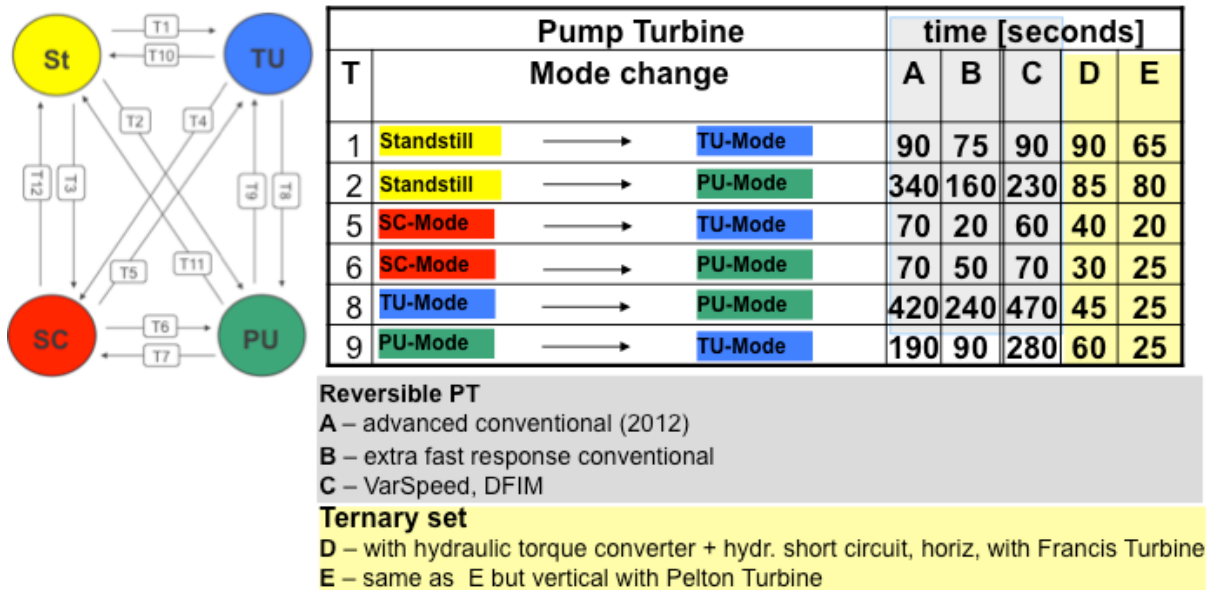 St
T1
T10
TU
T2
T4
T12
T3
T9
T8
T5
T11
SC
T6
T7
PU
Pump Turbine time [seconds]
T Mode change A B C D E
1 Standstill TU-Mode 90 75 90 90 65
2 Standstill PU-Mode 340 160 230 85 80
5 SC-Mode TU-Mode 70 20 60 40 20
6 SC-Mode PU-Mode 70 50 70 30 25
8 TU-Mode PU-Mode 420 240 470 45 25
9 PU-Mode TU-Mode 190 90 280 60 25
Reversible PT
A – advanced conventional (2012)
B – extra fast response conventional
C – VarSpeed, DFIM
Ternary set
D – with hydraulic torque converter + hydr. short circuit, horiz, with Francis Turbine
E – same as E but vertical with Pelton Turbine